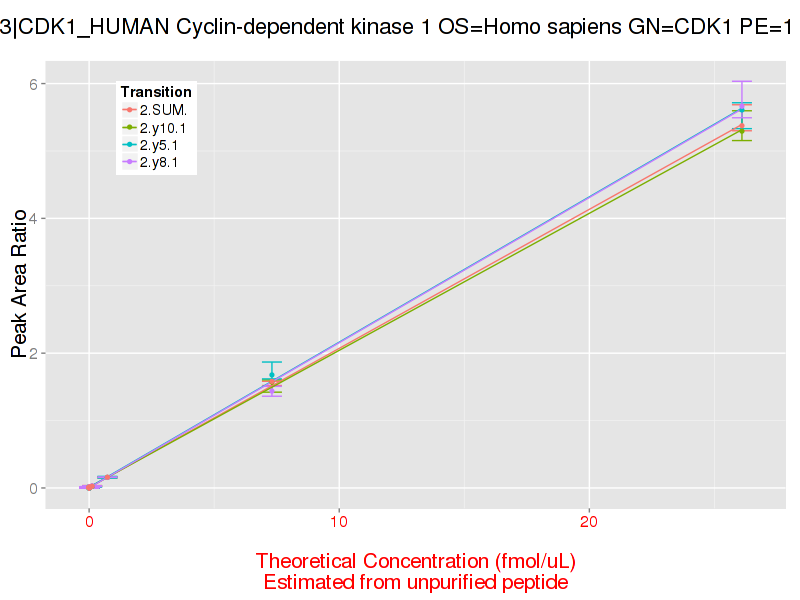 3|CDK1_HUMAN Cyclin-dependent kinase 1 OS=Homo sapiens GN=CDK1 PE=1
Transition
2.SUM.
2.y10.1
2.y5.1
2.y8.1
Peak Area Ratio
6
4
2
0
0 10 20
Theoretical Concentration (fmol/uL)
Estimated from unpurified peptide